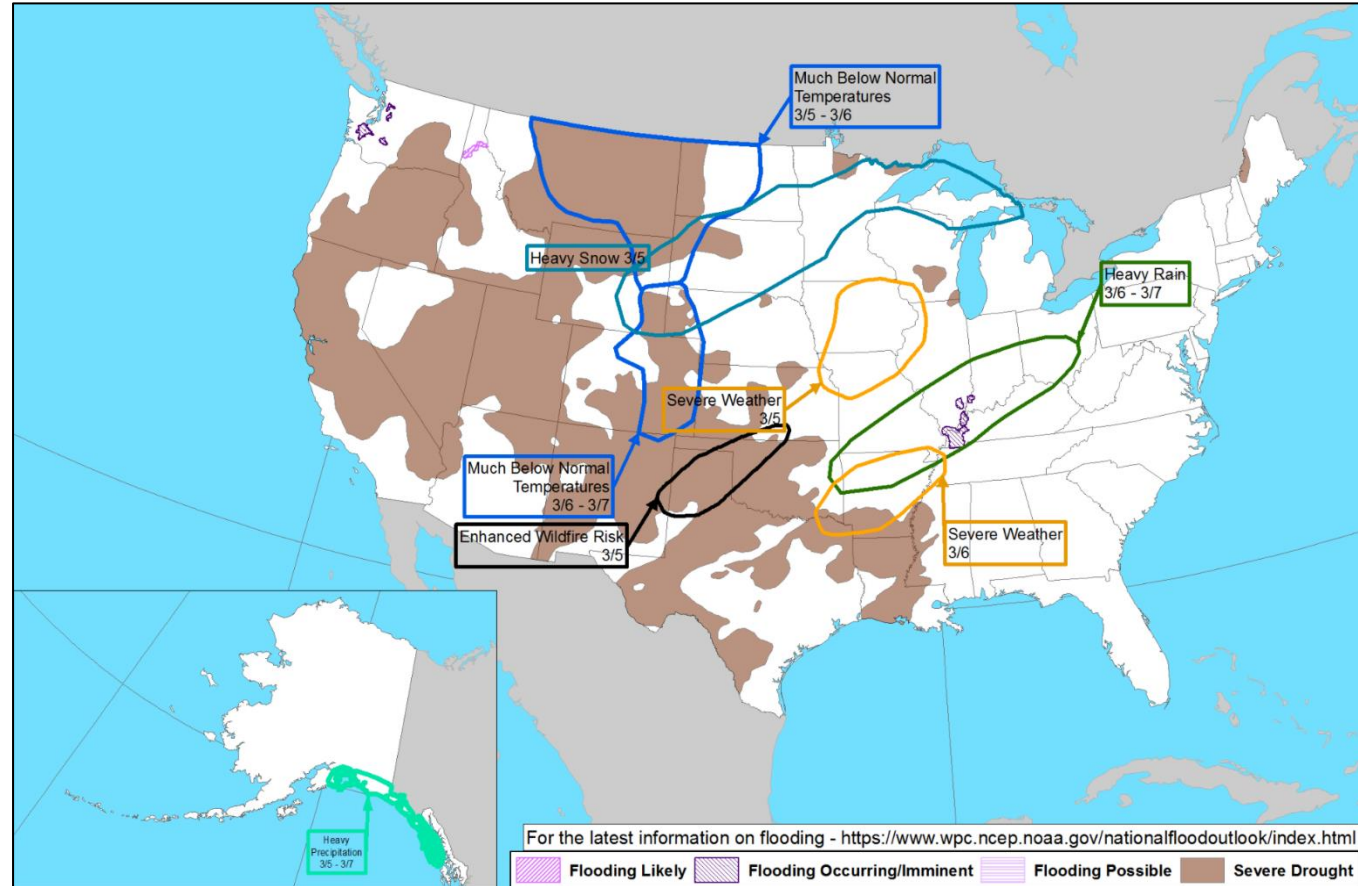 Much Below Normal
Temperatures
3/5 - 3/6
Heavy Snow 3/5
Heavy Rain
3/6 - 3/7
Severe Weather
3/5
Much Below Normal
Temperatures
3/6 - 3/7
Enhanced Wildfire Risk
3/5
Severe Weather
3/6
Heavy
Precipitation
3/5 - 3/7
For the latest information on flooding - https://www.wpc.ncep.noaa.gov/nationalfloodoutlook/index.html
Flooding Likely Flooding Occurring/Imminent Flooding Possible Severe Drought